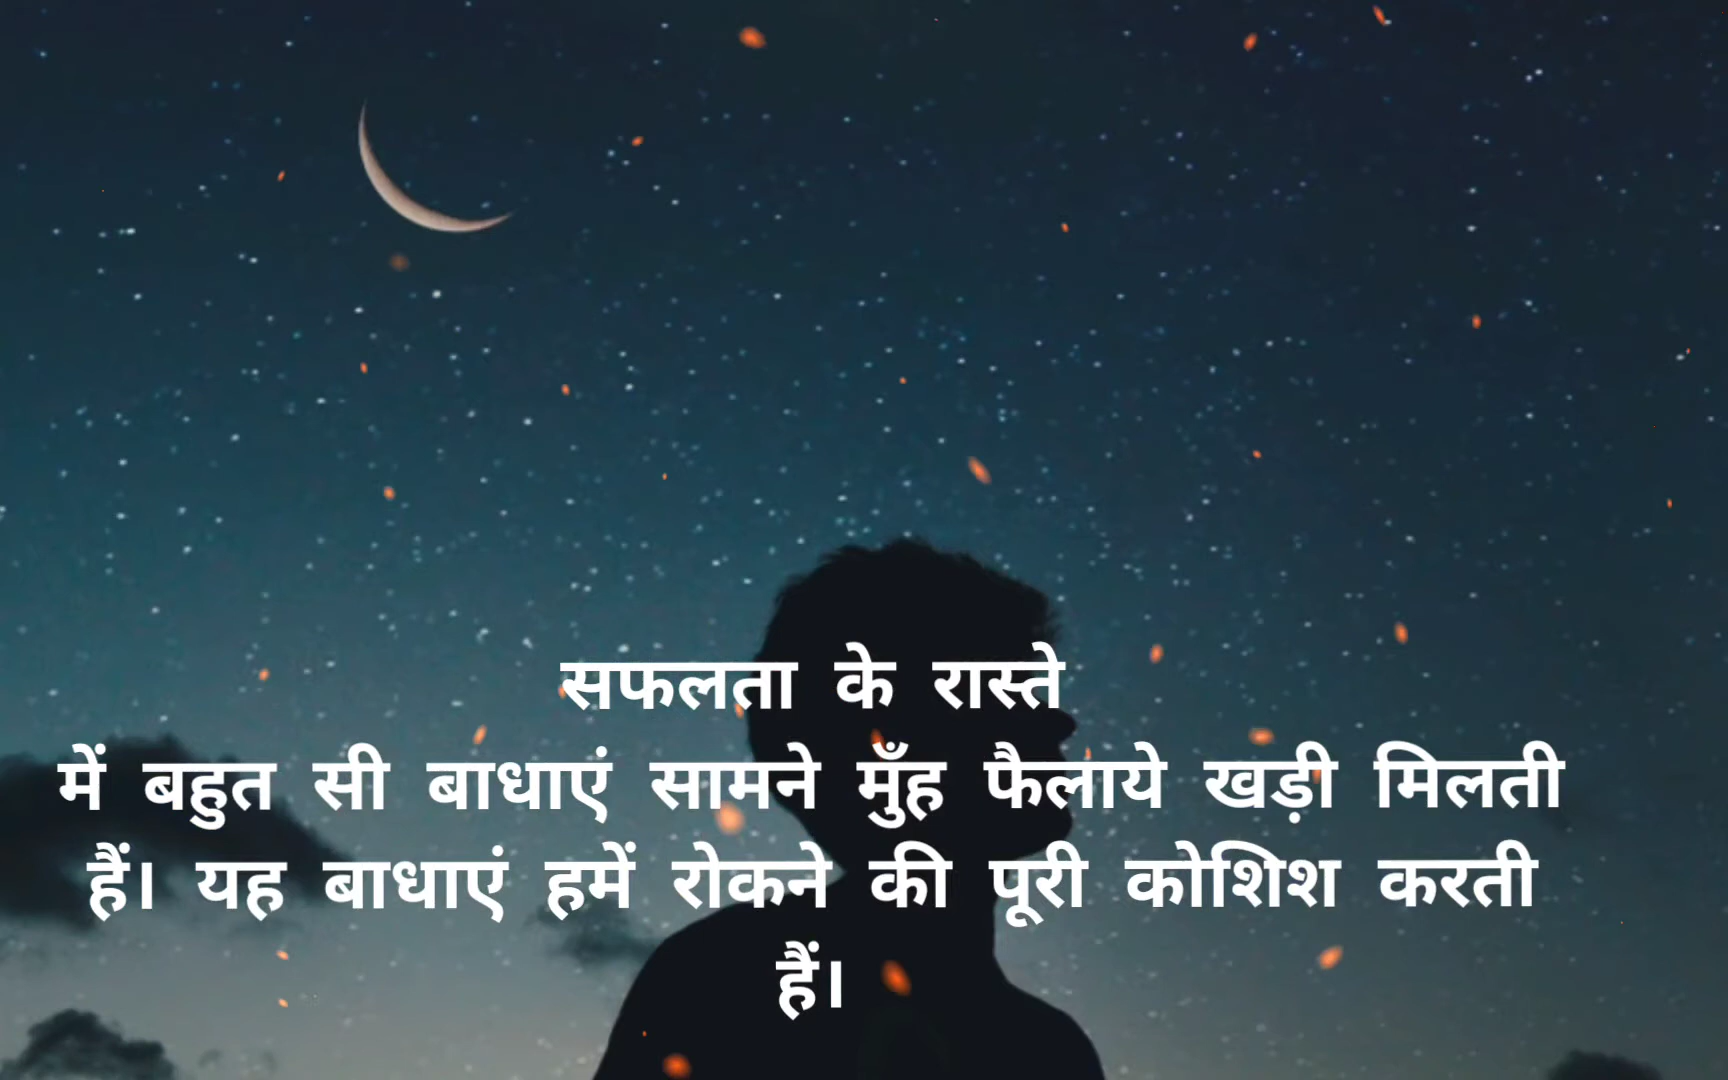 सफलता के रास्ते
में बहुत सी बाधाएं सामने मुँह फैलाये खड़ी मिलती
हैं। यह बाधाएं हमें रोकने की पूरी कोशिश करती
हैं।